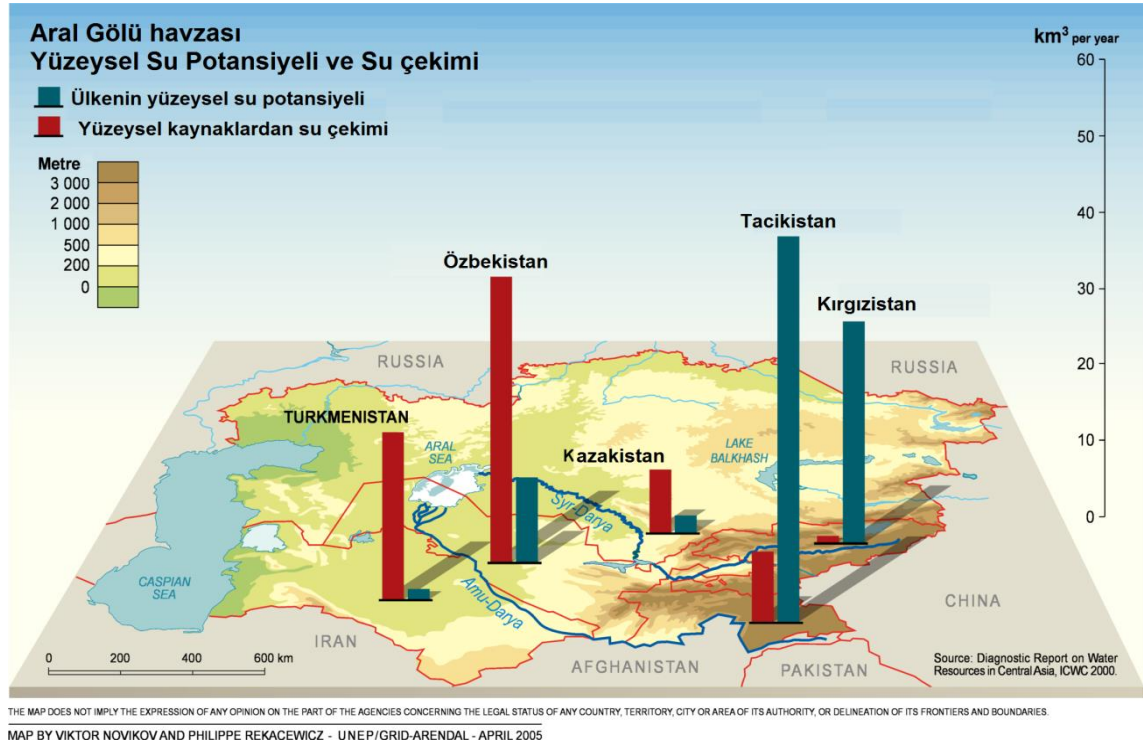 Aral Gölü havzası
Yüzeysel Su Potansiyeli ve Su çekimi
Ülkenin yüzeysel su potansiyeli
Yüzeysel kaynaklardan su çekimi
Metre
3 000
2 000
1 000
500
200
0
km³ per year
60
50
40
30
20
10
0
Tacikistan
Özbekistan
Kırgızistan
RUSSIA
RUSSIA
TURKMENISTAN
ARAL
SEA
Kazakistan
LAKE
BALKHASH
Syr-Darya
CASPIAN
SEA
Amu-Darya
CHINA
IRAN
AFGHANISTAN
PAKISTAN
0 200 400 600 km
Source: Diagnostic Report on Water
Resources in Central Asia, ICWC 2000.
THE MAP DOES NOT IMPLY THE EXPRESSION OF ANY OPINION ON THE PART OF THE AGENCIES CONCERNING THE LEGAL STATUS OF ANY COUNTRY, TERRITORY, CITY OR AREA OF ITS AUTHORITY, OR DELINEATION OF ITS FRONTIERS AND BOUNDARIES.
MAP BY VIKTOR NOVIKOV AND PHILIPPE REKACEWICZ - UNEP/GRID-ARENDAL - APRIL 2005